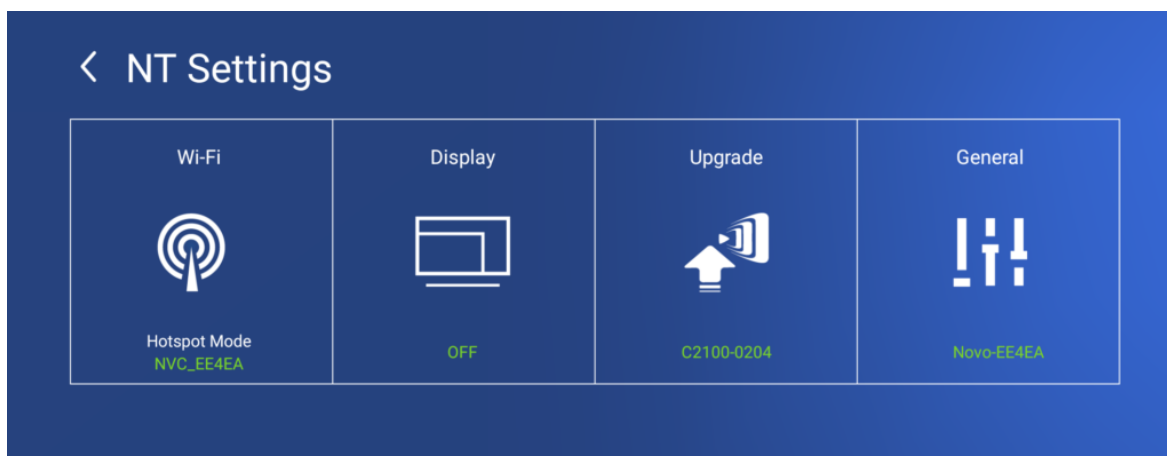 NT Settings
Wi-Fi
Hotspot Mode
NVC_EE4EA
Display
OFF
Upgrade
C2100-0204
General
Novo-EE4EA